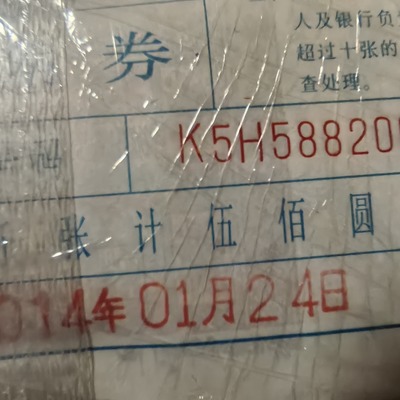 人及银行负
券
超过十张的
查处理。
K5H58820
张计伍佰圆
014年01月24日